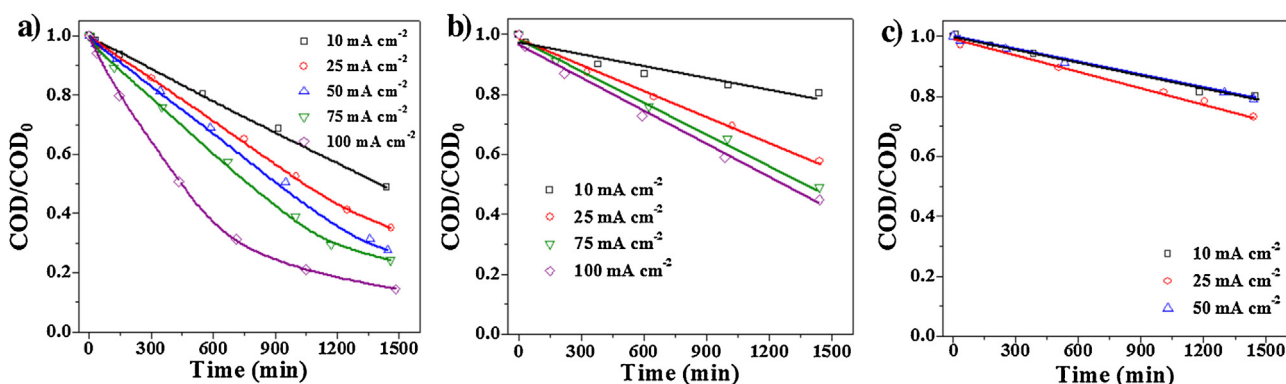 a)
COD/COD0
1.0
0.8
0.6
0.4
0.2
0.0
10 mA cm-2
25 mA cm-2
50 mA cm-2
75 mA cm-2
100 mA cm-2
0 300 600 900 1200 1500
Time (min)
b)
COD/COD0
1.0
0.8
0.6
0.4
0.2
0.0
10 mA cm-2
25 mA cm-2
75 mA cm-2
100 mA cm-2
0 300 600 900 1200 1500
Time (min)
c)
COD/COD0
1.0
0.8
0.6
0.4
0.2
0.0
10 mA cm-2
25 mA cm-2
50 mA cm-2
0 300 600 900 1200 1500
Time (min)